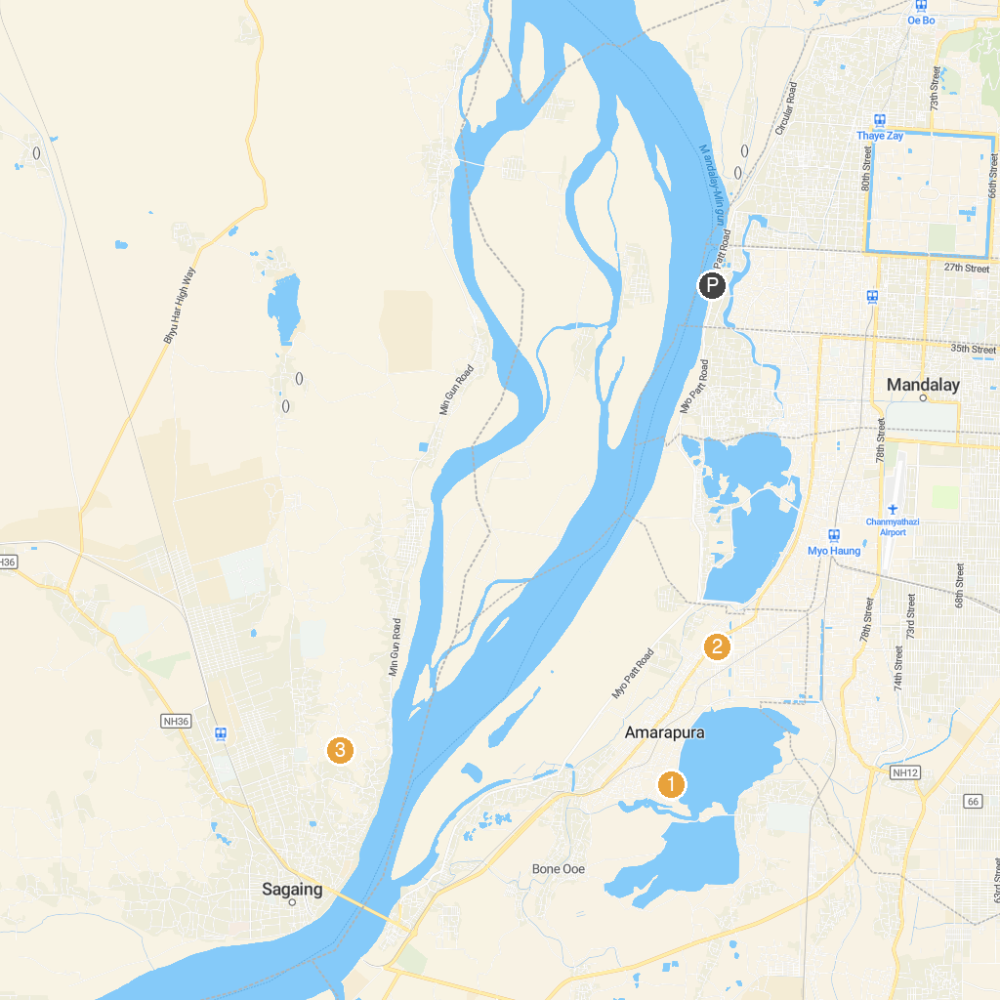 Oe Bo
73th Street
Circular Road
Thaye Zay
80th Street
66th Street
Mandalay-Min gun
Patt Road
P
27th Street
Bhyu Har High Way
35th Street
Min Gun Road
Myo Patt Road
Mandalay
78th Street
Chanmyathazi
Airport
Myo Haung
H36
68th Street
73rd Street
78th Street
Min Gun Road
74th Street
2
Myo Patt Road
NH36
Amarapura
3
1
NH12
66
Bone Ooe
63rd Street
Sagaing